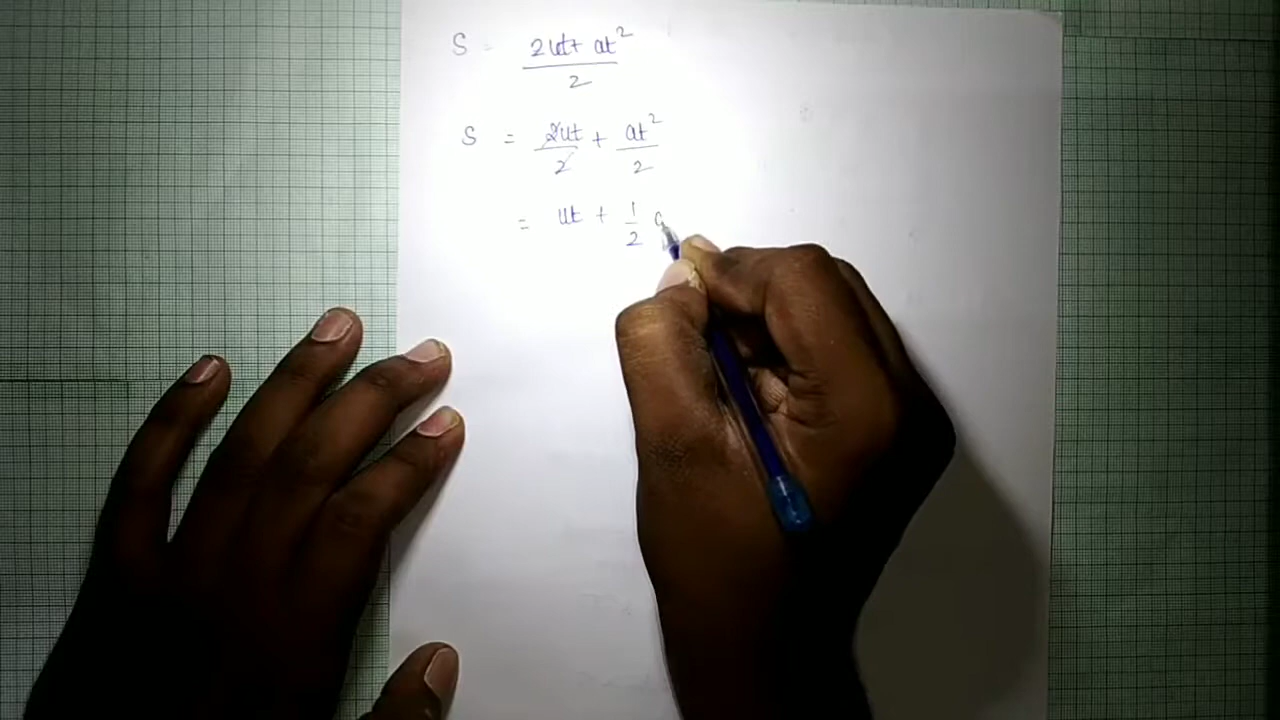 S = 2ut + at² / 2
S = 2ut / 2 + at² / 2
= ut + 1/2 a